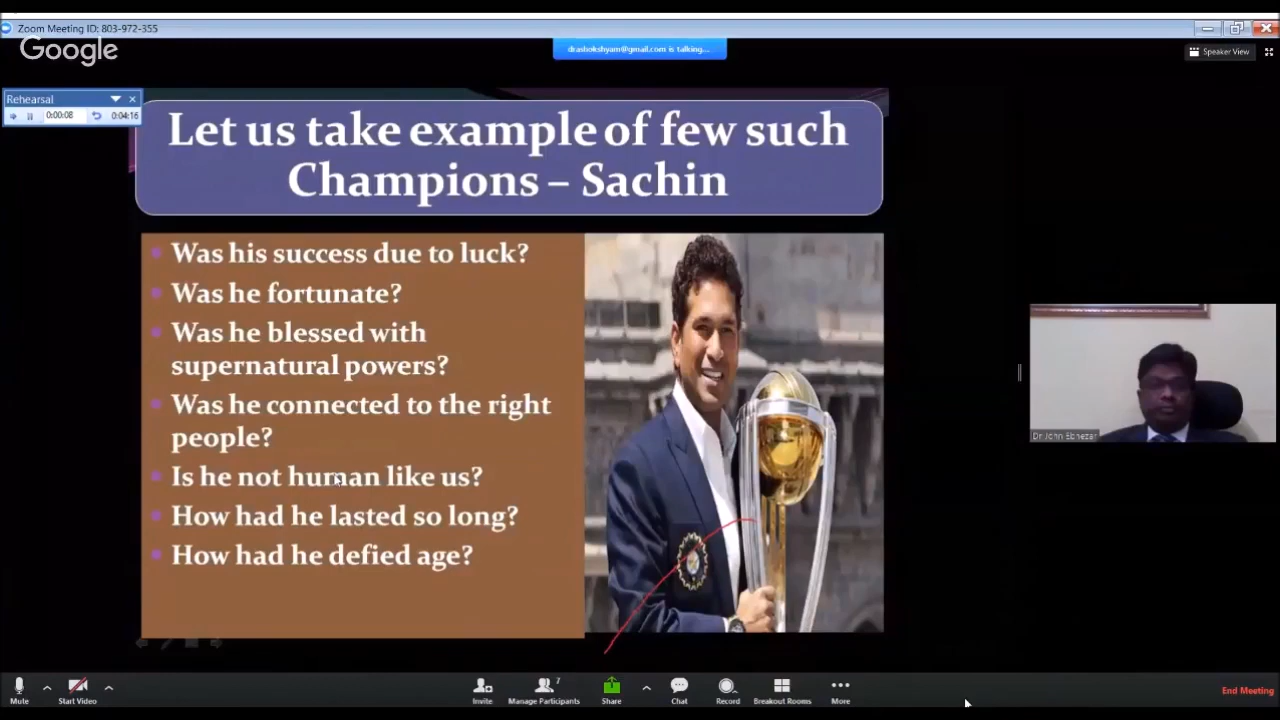 Zoom Meeting ID: 803-972-355
Google
drashokshyam@gmail.com is talking...
Speaker View
Rehearsal
0:00:08 0:04:16
Let us take example of few such
Champions – Sachin
Was his success due to luck?
Was he fortunate?
Was he blessed with
supernatural powers?
Was he connected to the right
people?
Is he not human like us?
How had he lasted so long?
How had he defied age?
Dr John Ebnezar
Mute
Start Video
Invite
7
Manage Participants
Share
Chat
Record
Breakout Rooms
More
End Meeting